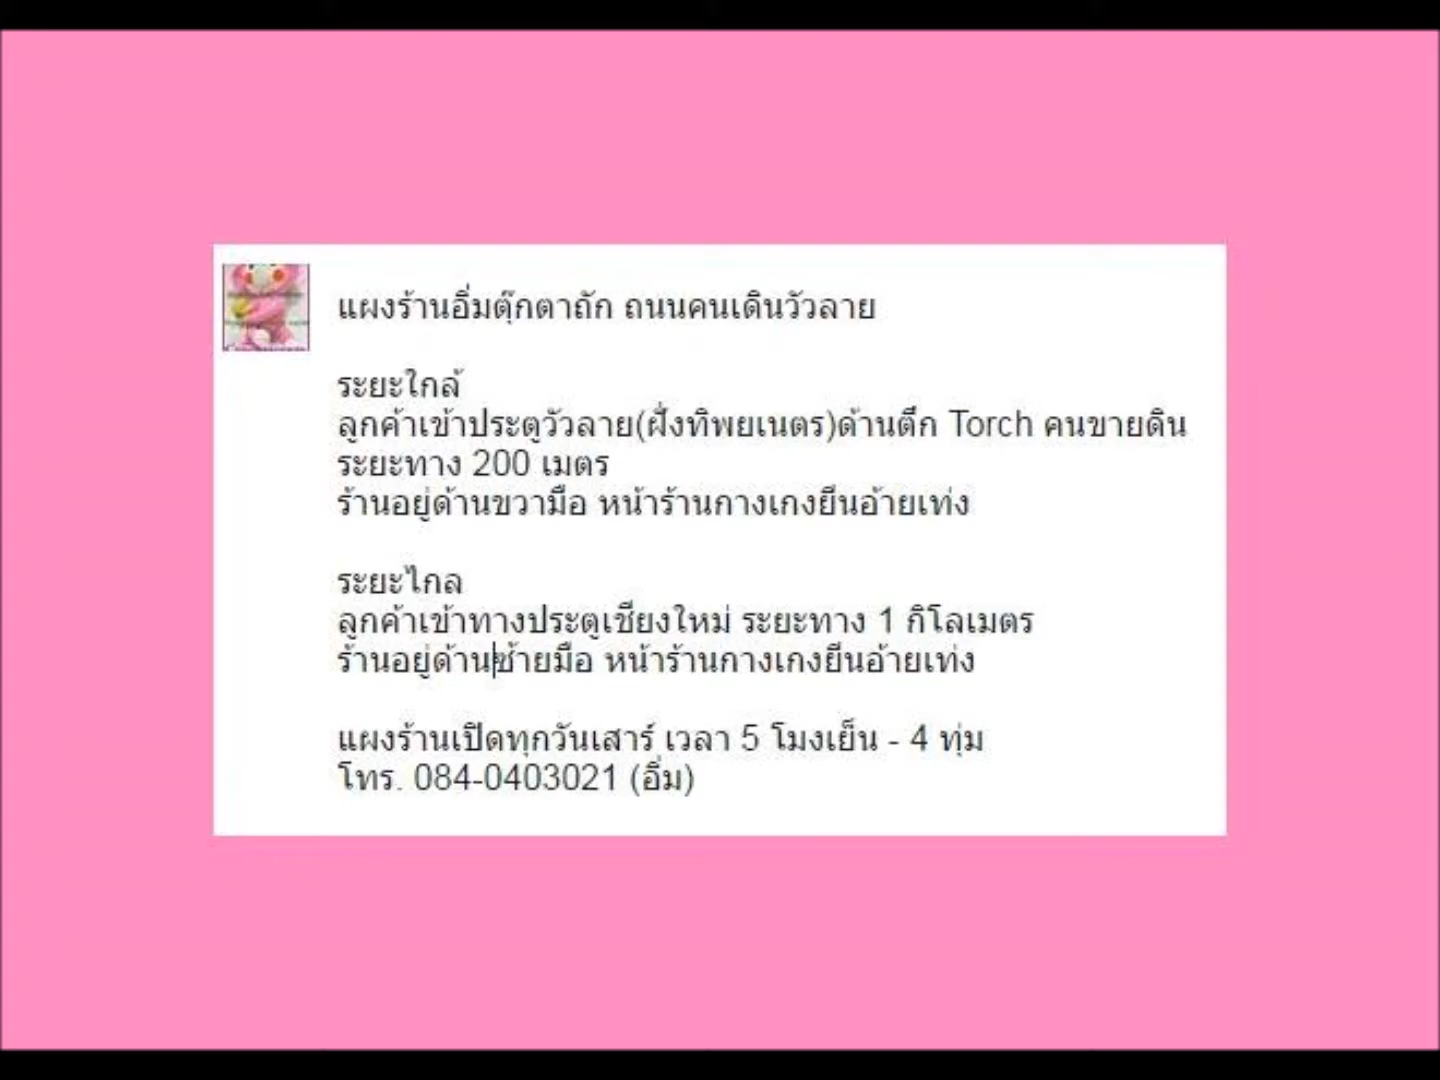 แผงร้านอิ่มตุ๊กตาถัก ถนนคนเดินวัวลาย
ระยะใกล้
ลูกค้าเข้าประตูวัวลาย(ฝั่งทิพยเนตร)ด้านตึก Torch คนขายดิน
ระยะทาง 200 เมตร
ร้านอยู่ด้านขวามือ หน้าร้านกางเกงยีนอ้ายเท่ง
ระยะไกล
ลูกค้าเข้าทางประตูเชียงใหม่ ระยะทาง 1 กิโลเมตร
ร้านอยู่ด้านซ้ายมือ หน้าร้านกางเกงยีนอ้ายเท่ง
แผงร้านเปิดทุกวันเสาร์ เวลา 5 โมงเย็น - 4 ทุ่ม
โทร. 084-0403021 (อิ่ม)